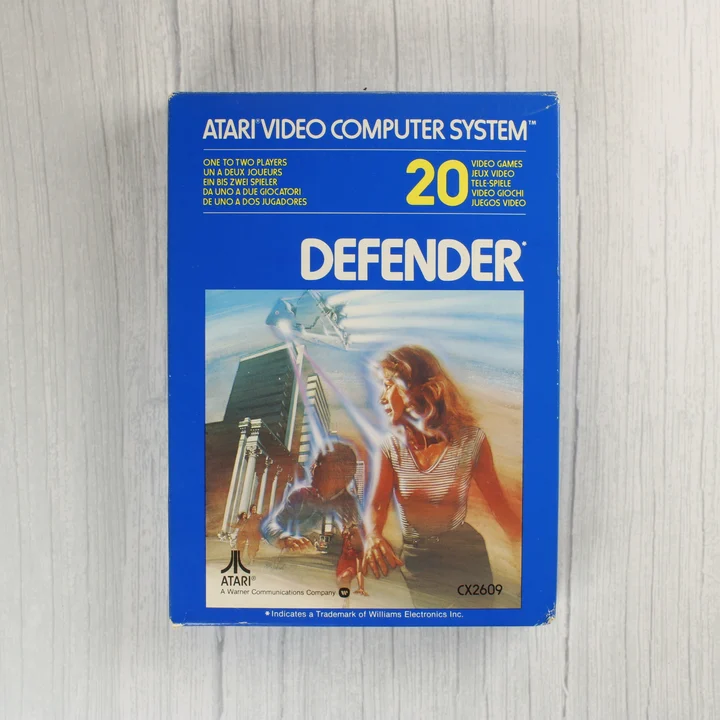 ATARI® VIDEO COMPUTER SYSTEM™
ONE TO TWO PLAYERS
UN A DEUX JOUEURS
EIN BIS ZWEI SPIELER
DA UNO A DUE GIOCATORI
DE UNO A DOS JUGADORES
20
VIDEO GAMES
JEUX VIDEO
TELE-SPIELE
VIDEO GIOCHI
JUEGOS VIDEO
DEFENDER*
ATARI®
A Warner Communications Company
CX2609
* Indicates a Trademark of Williams Electronics Inc.